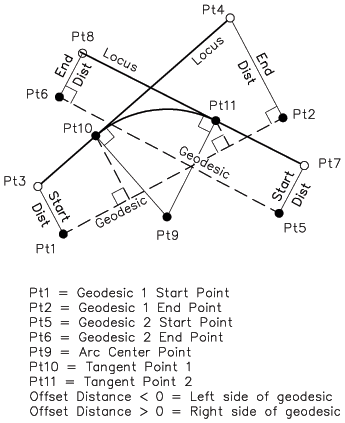 Pt4
Pt8
Locus
Locus
End
Dist
End
Dist
Pt6
Pt11
Pt2
Pt10
Geodesic
Pt7
Pt3
Start
Dist
Start
Dist
Geodesic
Pt1
Pt9
Pt5
Pt1 = Geodesic 1 Start Point
Pt2 = Geodesic 1 End Point
Pt5 = Geodesic 2 Start Point
Pt6 = Geodesic 2 End Point
Pt9 = Arc Center Point
Pt10 = Tangent Point 1
Pt11 = Tangent Point 2
Offset Distance < 0 = Left side of geodesic
Offset Distance > 0 = Right side of geodesic